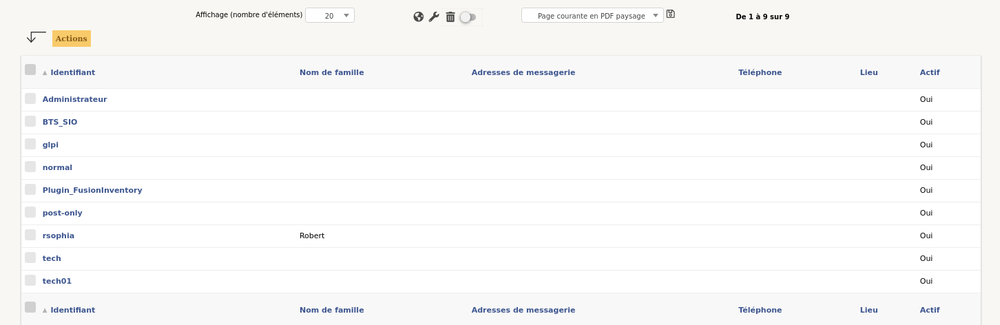 Affichage (nombre d'éléments) 20 Page courante en PDF paysage De 1 à 9 sur 9
Actions
Identifiant Nom de famille Adresses de messagerie Téléphone Lieu Actif
Administrateur Oui
BTS_SIO Oui
glpi Oui
normal Oui
Plugin_FusionInventory Oui
post-only Oui
rsophia Robert Oui
tech Oui
tech01 Oui
Identifiant Nom de famille Adresses de messagerie Téléphone Lieu Actif